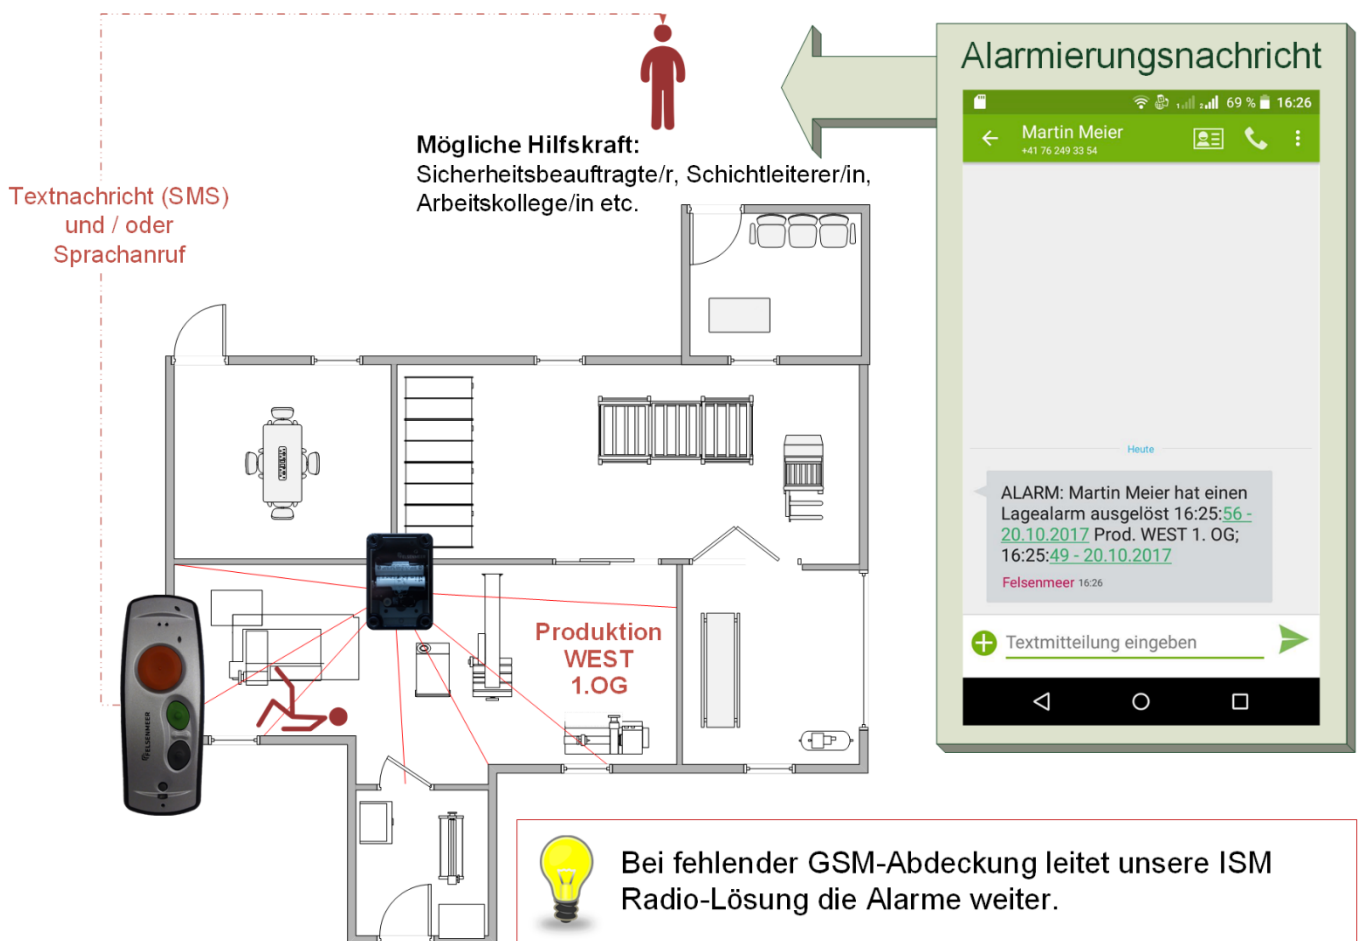 Alarmierungsnachricht
69 % 16:26
Martin Meier
+41 76 249 33 54
Mögliche Hilfskraft:
Sicherheitsbeauftragte/r, Schichtleiterer/in,
Arbeitskollege/in etc.
Textnachricht (SMS)
und / oder
Sprachanruf
Heute
ALARM: Martin Meier hat einen
Lagealarm ausgelöst 16:25:56 -
20.10.2017 Prod. WEST 1. OG;
16:25:49 - 20.10.2017
Felsenmeer 16:26
Textmitteilung eingeben
Produktion
WEST
1.OG
FELSENMEER
Bei fehlender GSM-Abdeckung leitet unsere ISM
Radio-Lösung die Alarme weiter.